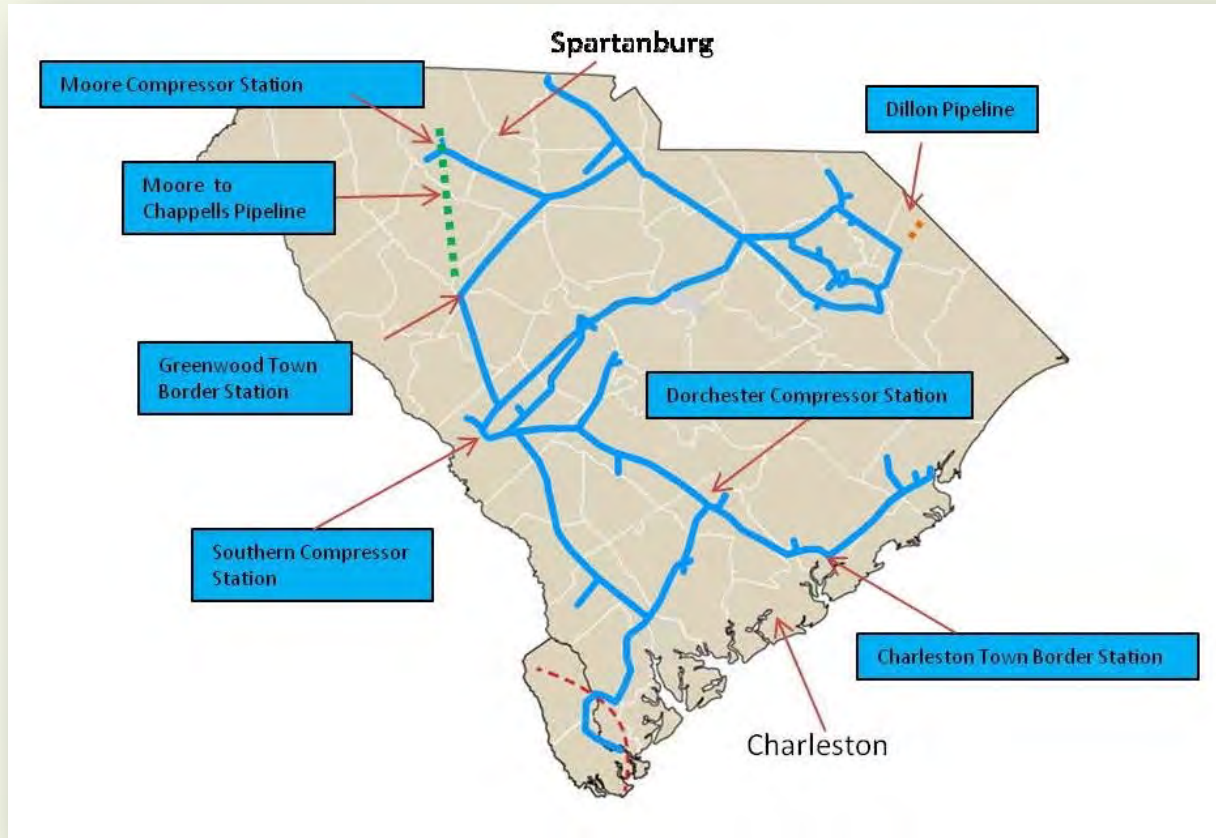 Spartanburg
Moore Compressor Station
Dillon Pipeline
Moore to
Chappells Pipeline
Greenwood Town
Border Station
Dorchester Compressor Station
Southern Compressor
Station
Charleston Town Border Station
Charleston